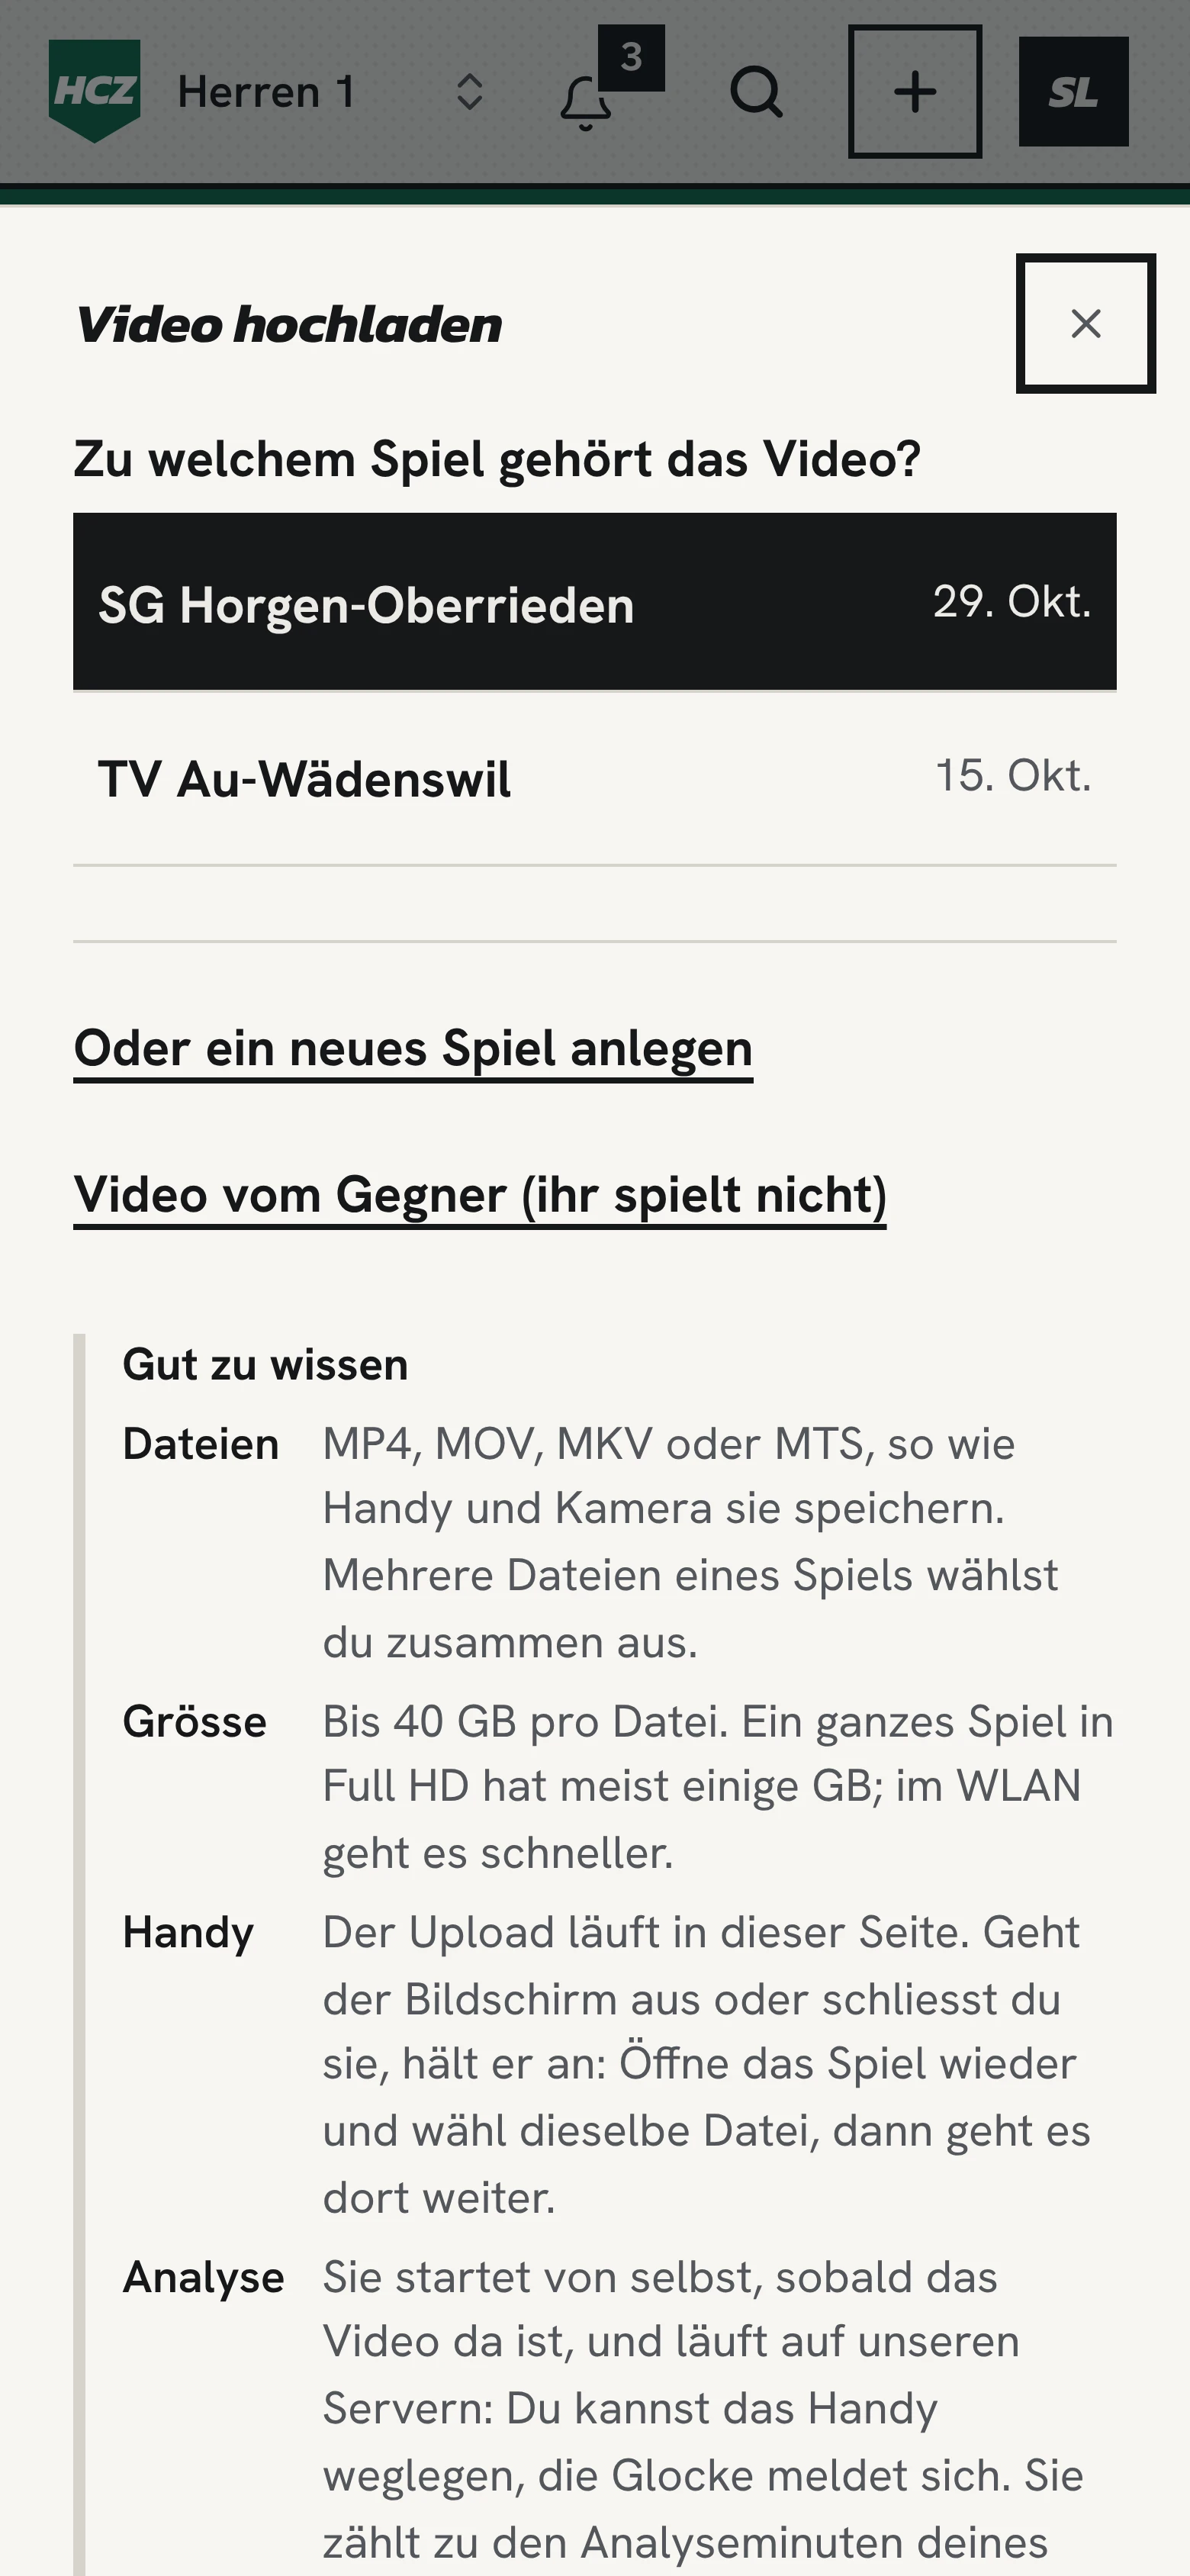 HCZ Herren 1 3 SL
Video hochladen
Zu welchem Spiel gehört das Video?
SG Horgen-Oberrieden 29. Okt.
TV Au-Wädenswil 15. Okt.
Oder ein neues Spiel anlegen
Video vom Gegner (ihr spielt nicht)
Gut zu wissen
Dateien MP4, MOV, MKV oder MTS, so wie
Handy und Kamera sie speichern.
Mehrere Dateien eines Spiels wählst
du zusammen aus.
Grösse Bis 40 GB pro Datei. Ein ganzes Spiel in
Full HD hat meist einige GB; im WLAN
geht es schneller.
Handy Der Upload läuft in dieser Seite. Geht
der Bildschirm aus oder schliesst du
sie, hält er an: Öffne das Spiel wieder
und wähl dieselbe Datei, dann geht es
dort weiter.
Analyse Sie startet von selbst, sobald das
Video da ist, und läuft auf unseren
Servern: Du kannst das Handy
weglegen, die Glocke meldet sich. Sie
zählt zu den Analyseminuten deines